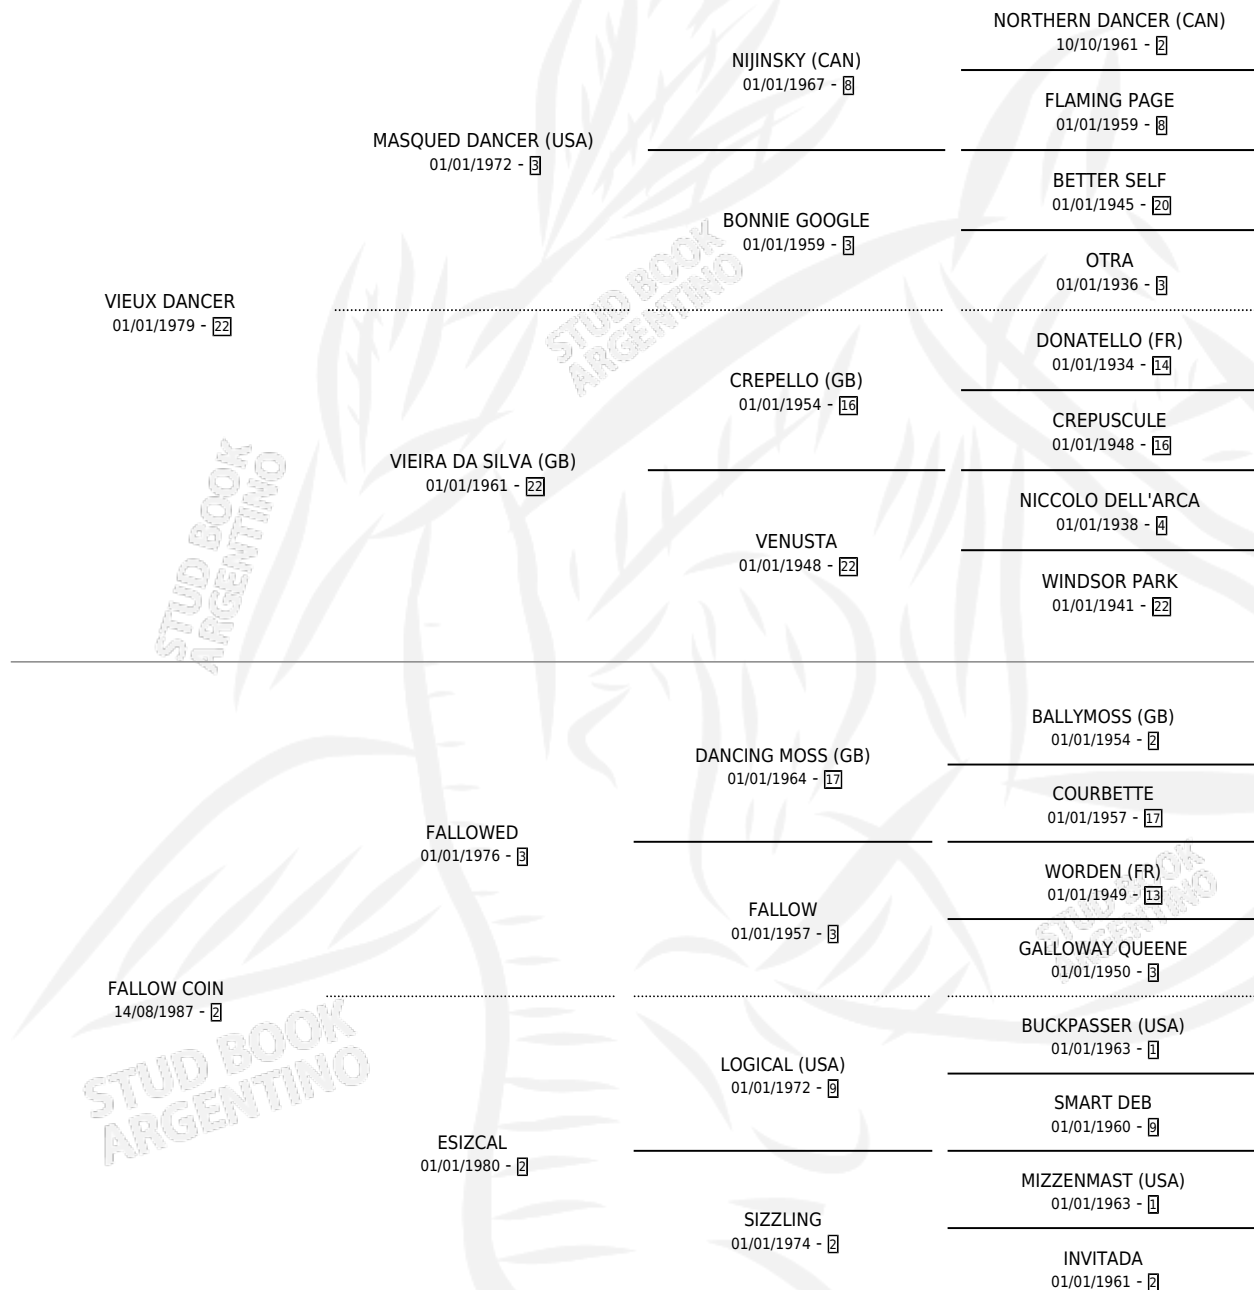 NORTHERN DANCER (CAN)
10/10/1961 - 2
NIJINSKY (CAN)
01/01/1967 - 8
FLAMING PAGE
01/01/1959 - 8
MASQUED DANCER (USA)
01/01/1972 - 3
BETTER SELF
01/01/1945 - 20
BONNIE GOOGLE
01/01/1959 - 3
OTRA
01/01/1936 - 3
VIEUX DANCER
01/01/1979 - 22
DONATELLO (FR)
01/01/1934 - 14
CREPELLO (GB)
01/01/1954 - 16
CREPUSCULE
01/01/1948 - 16
VIEIRA DA SILVA (GB)
01/01/1961 - 22
NICCOLO DELL'ARCA
01/01/1938 - 4
VENUSTA
01/01/1948 - 22
WINDSOR PARK
01/01/1941 - 22
BALLYMOSS (GB)
01/01/1954 - 2
DANCING MOSS (GB)
01/01/1964 - 17
COURBETTE
01/01/1957 - 17
FALLOWED
01/01/1976 - 3
WORDEN (FR)
01/01/1949 - 13
FALLOW
01/01/1957 - 3
GALLOWAY QUEENE
01/01/1950 - 3
FALLOW COIN
14/08/1987 - 2
BUCKPASSER (USA)
01/01/1963 - 1
LOGICAL (USA)
01/01/1972 - 9
SMART DEB
01/01/1960 - 9
ESIZCAL
01/01/1980 - 2
MIZZENMAST (USA)
01/01/1963 - 1
SIZZLING
01/01/1974 - 2
INVITADA
01/01/1961 - 2
STUD BOOK
ARGENTINO
STUD BOOK
ARGENTINO
STUD BOOK
ARGENTINO
STUD BOOK
ARGENTINO